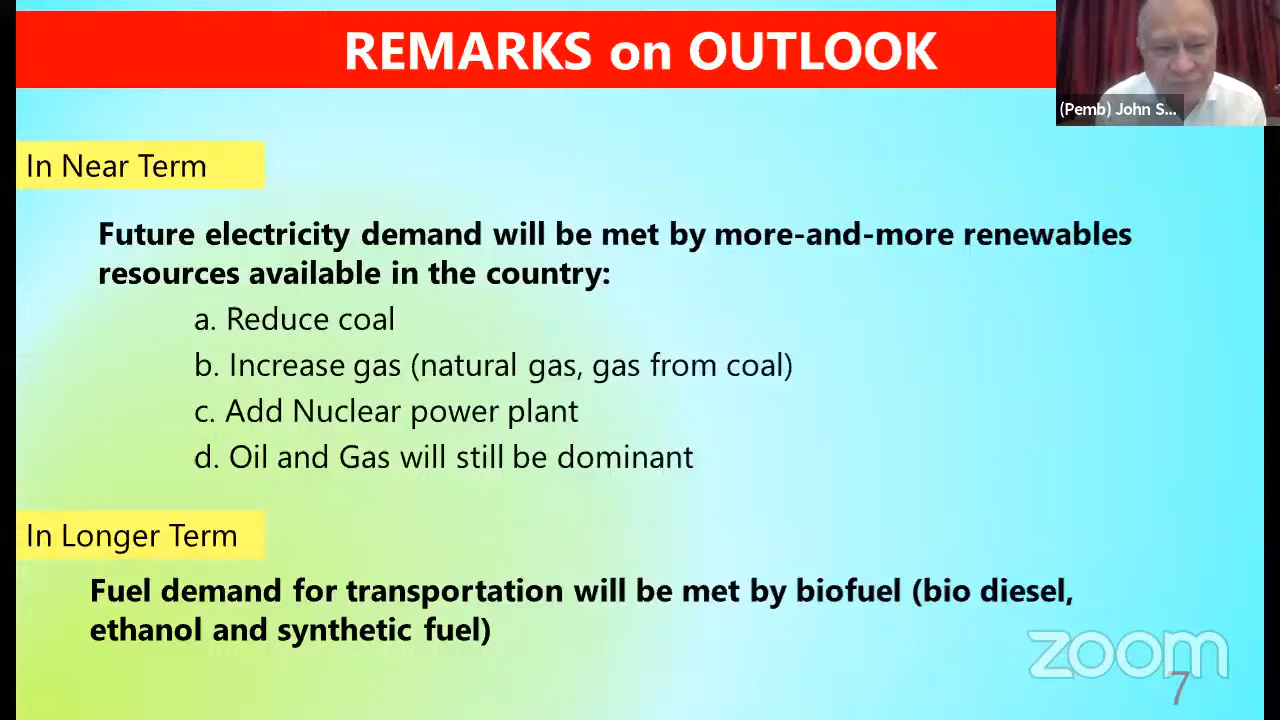 REMARKS on OUTLOOK
(Pemb) John S...
In Near Term
Future electricity demand will be met by more-and-more renewables
resources available in the country:
a. Reduce coal
b. Increase gas (natural gas, gas from coal)
c. Add Nuclear power plant
d. Oil and Gas will still be dominant
In Longer Term
Fuel demand for transportation will be met by biofuel (bio diesel,
ethanol and synthetic fuel)
zoom
7